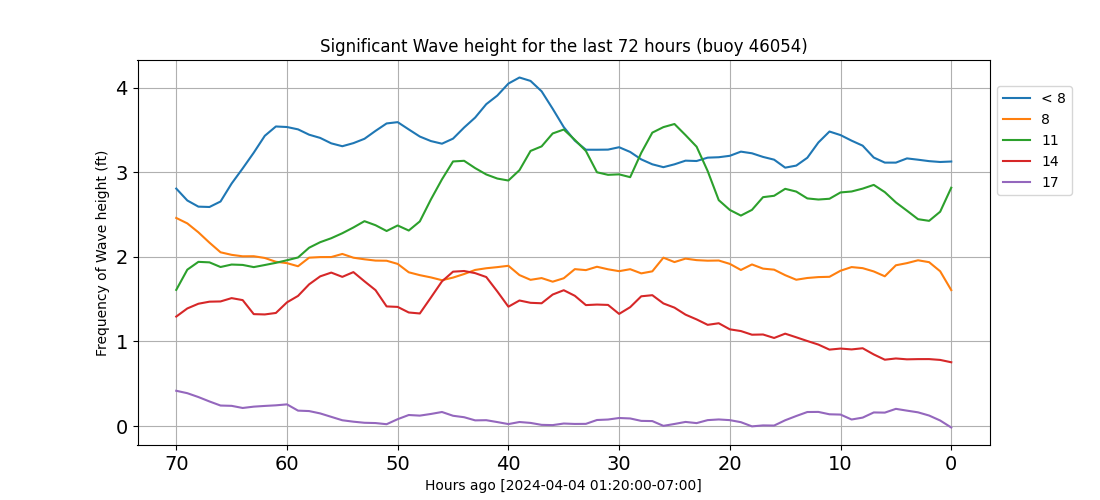 Significant Wave height for the last 72 hours (buoy 46054)
Frequency of Wave height (ft)
4
3
2
1
0
70 60 50 40 30 20 10 0
Hours ago [2024-04-04 01:20:00-07:00]
< 8
8
11
14
17